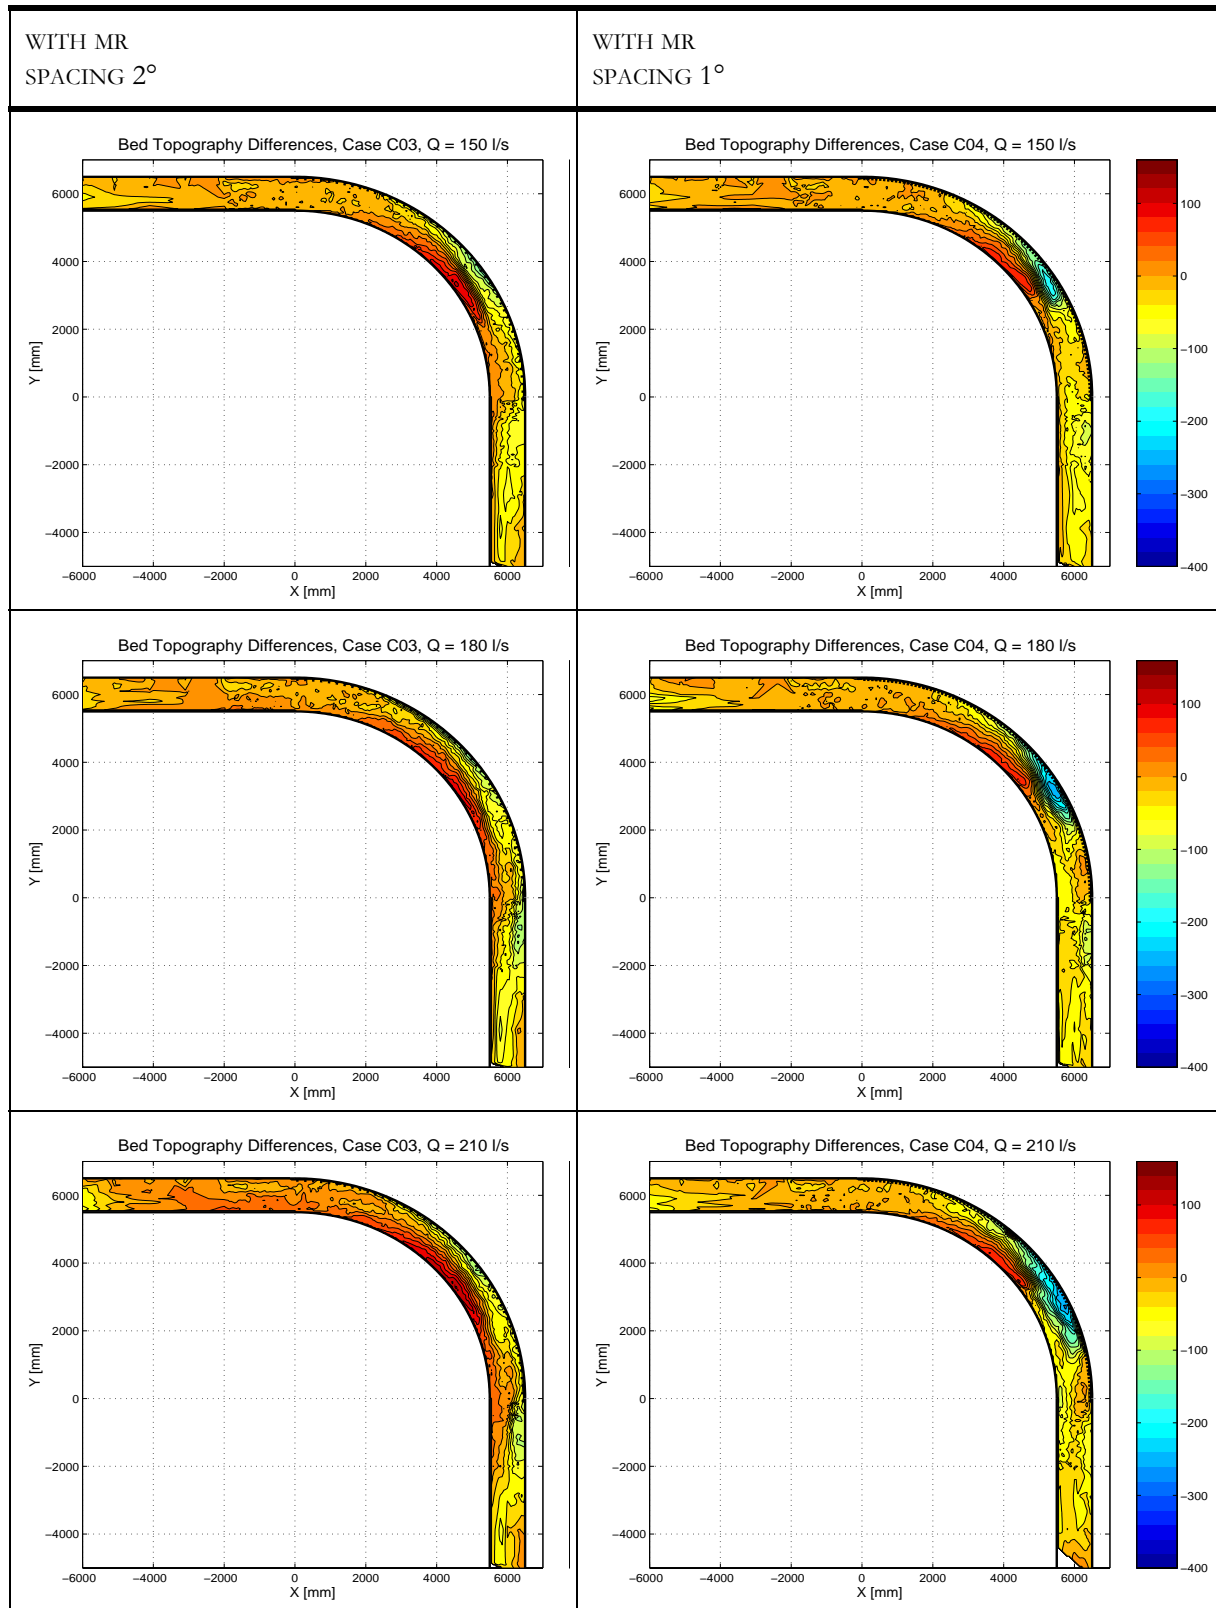 WITH MR
SPACING 2°
WITH MR
SPACING 1°
Bed Topography Differences, Case C03, Q = 150 l/s
6000
4000
2000
0
−2000
−4000
Y [mm]
−6000 −4000 −2000 0 2000 4000 6000
X [mm]
Bed Topography Differences, Case C04, Q = 150 l/s
6000
4000
2000
0
−2000
−4000
Y [mm]
−6000 −4000 −2000 0 2000 4000 6000
X [mm]
100
0
−100
−200
−300
−400
Bed Topography Differences, Case C03, Q = 180 l/s
6000
4000
2000
0
−2000
−4000
Y [mm]
−6000 −4000 −2000 0 2000 4000 6000
X [mm]
Bed Topography Differences, Case C04, Q = 180 l/s
6000
4000
2000
0
−2000
−4000
Y [mm]
−6000 −4000 −2000 0 2000 4000 6000
X [mm]
100
0
−100
−200
−300
−400
Bed Topography Differences, Case C03, Q = 210 l/s
6000
4000
2000
0
−2000
−4000
Y [mm]
−6000 −4000 −2000 0 2000 4000 6000
X [mm]
Bed Topography Differences, Case C04, Q = 210 l/s
6000
4000
2000
0
−2000
−4000
Y [mm]
−6000 −4000 −2000 0 2000 4000 6000
X [mm]
100
0
−100
−200
−300
−400